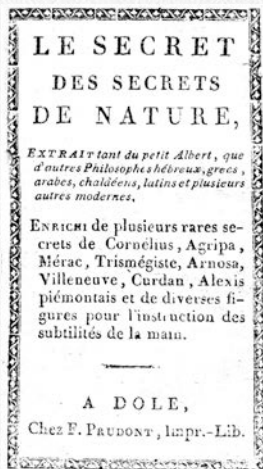 LE SECRET
DES SECRETS
DE NATURE,
EXTRAIT tant du petit Albert, que
d'autres Philosophes hébreux, grecs,
arabes, chaldéens, latins et plusieurs
autres modernes.
ENRICHI de plusieurs rares se-
crets de Cornélius, Agripa,
Mérac, Trismégiste, Arnosa,
Villeneuve, Curdan, Alexis
piémontais et de diverses fi-
gures pour l'instruction des
subtilités de la main.
A DOLE,
Chez F. PRUDONT, Impr.-Lib.